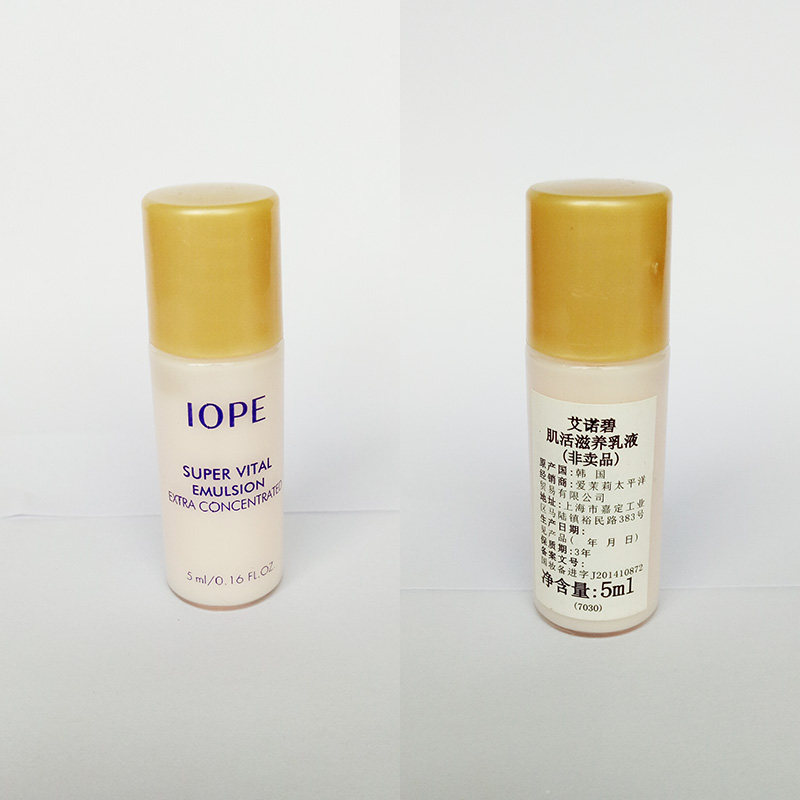 IOPE
SUPER VITAL
EMULSION
EXTRA CONCENTRATED
5 ml/0.16 FL.OZ.
艾诺碧
肌活滋养乳液
(非卖品)
原产国:韩 国
经销商:爱茉莉太平洋
贸易有限公司
地址:上海市嘉定工业
区马陆镇裕民路383号
生产日期:
见产品( 年 月 日)
保质期:3年
备案文号:
国妆备进字J201410872
净含量:5ml
(7030)